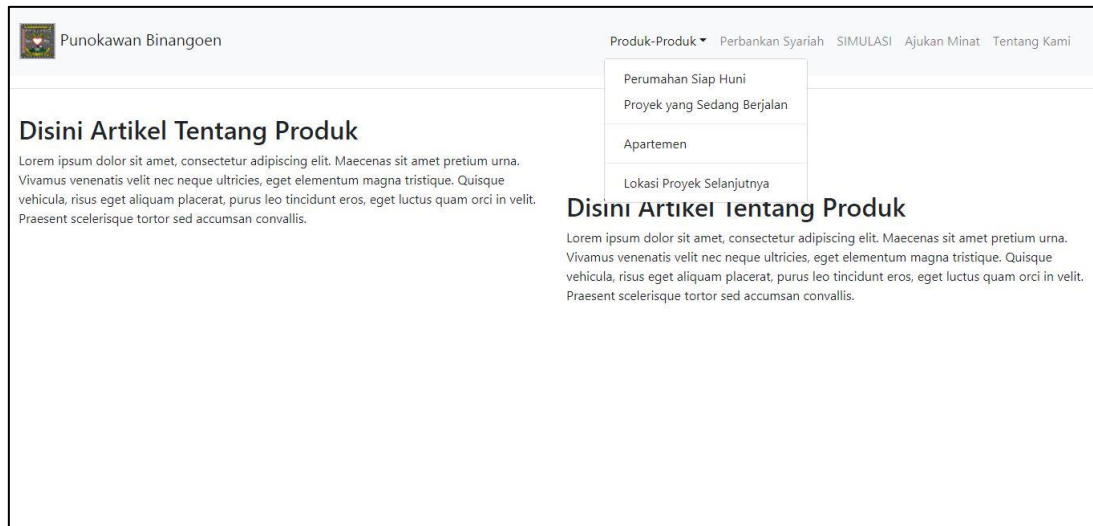 Punokawan Binangoen
Produk-Produk Perbankan Syariah SIMULASI Ajukan Minat Tentang Kami
Perumahan Siap Huni
Proyek yang Sedang Berjalan
Apartemen
Lokasi Proyek Selanjutnya
Disini Artikel Tentang Produk
Lorem ipsum dolor sit amet, consectetur adipiscing elit. Maecenas sit amet pretium urna.
Vivamus venenatis velit nec neque ultricies, eget elementum magna tristique. Quisque
vehicula, risus eget aliquam placerat, purus leo tincidunt eros, eget luctus quam orci in velit.
Praesent scelerisque tortor sed accumsan convallis.
Disini Artikel Tentang Produk
Lorem ipsum dolor sit amet, consectetur adipiscing elit. Maecenas sit amet pretium urna.
Vivamus venenatis velit nec neque ultricies, eget elementum magna tristique. Quisque
vehicula, risus eget aliquam placerat, purus leo tincidunt eros, eget luctus quam orci in velit.
Praesent scelerisque tortor sed accumsan convallis.